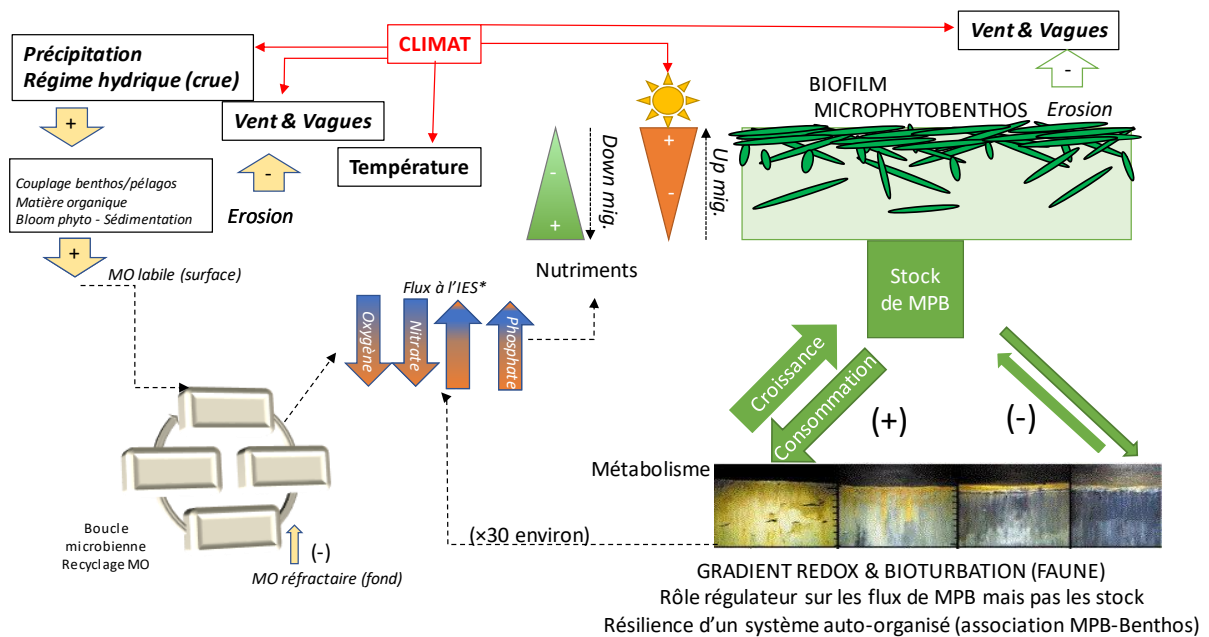 CLIMAT
Précipitation
Régime hydrique (crue)
Vent & Vagues
Vent & Vagues
Température
+
-
-
Erosion
BIOFILM
MICROPHYTOBENTHOS
Erosion
Couplage benthos/pélagos
Matière organique
Bloom phyto - Sédimentation
+
-
+
Down mig.
+
-
Up mig.
MO labile (surface)
Nutriments
Flux à l'IES*
Oxygène
Nitrate
Phosphate
Stock
de MPB
Croissance
Consommation
(+)
(-)
Métabolisme
Boucle
microbienne
Recyclage MO
(-)
MO réfractaire (fond)
(×30 environ)
GRADIENT REDOX & BIOTURBATION (FAUNE)
Rôle régulateur sur les flux de MPB mais pas les stock
Résilience d'un système auto-organisé (association MPB-Benthos)